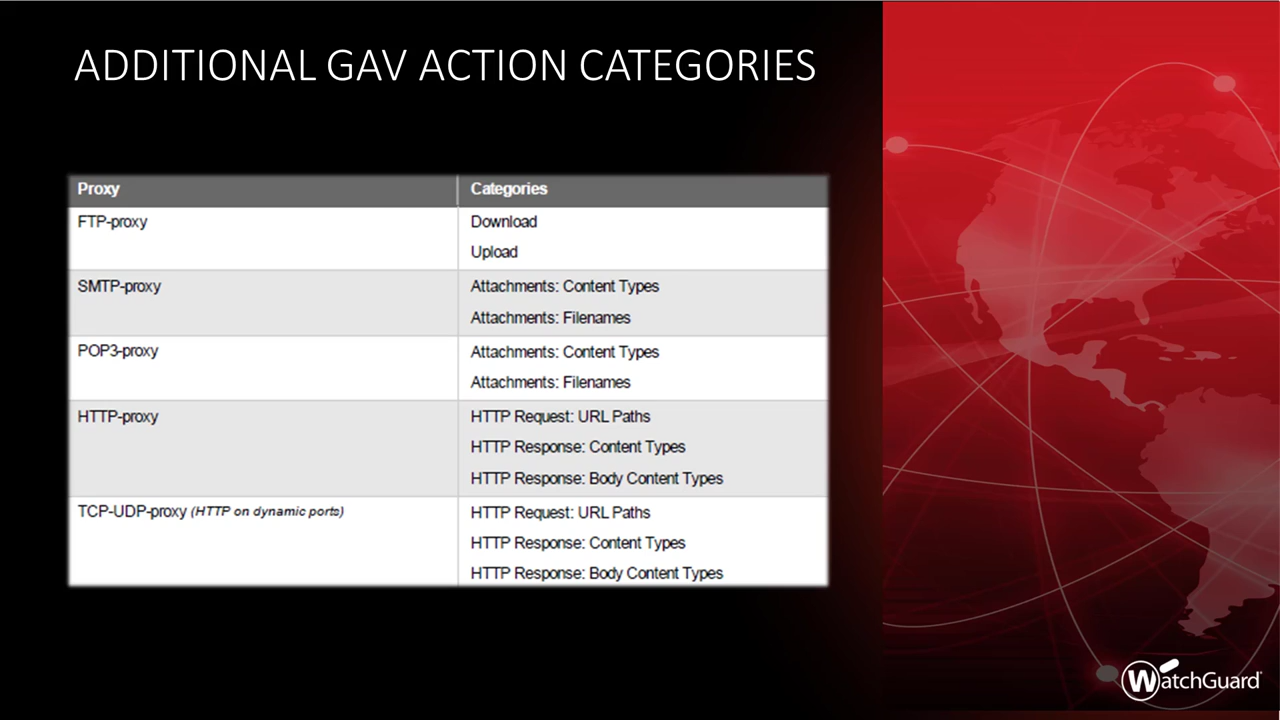 ADDITIONAL GAV ACTION CATEGORIES
Proxy Categories
FTP-proxy Download
Upload
SMTP-proxy Attachments: Content Types
Attachments: Filenames
POP3-proxy Attachments: Content Types
Attachments: Filenames
HTTP-proxy HTTP Request: URL Paths
HTTP Response: Content Types
HTTP Response: Body Content Types
TCP-UDP-proxy (HTTP on dynamic ports) HTTP Request: URL Paths
HTTP Response: Content Types
HTTP Response: Body Content Types
WatchGuard